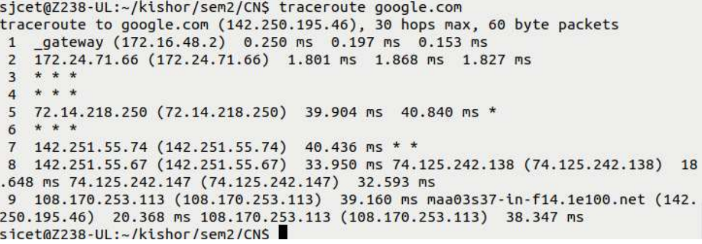 sjcet@Z238-UL:~/kishor/sem2/CN$ traceroute google.com
traceroute to google.com (142.250.195.46), 30 hops max, 60 byte packets
 1  _gateway (172.16.48.2)  0.250 ms  0.197 ms  0.153 ms
 2  172.24.71.66 (172.24.71.66)  1.801 ms  1.868 ms  1.827 ms
 3  * * *
 4  * * *
 5  72.14.218.250 (72.14.218.250)  39.904 ms  40.840 ms *
 6  * * *
 7  142.251.55.74 (142.251.55.74)  40.436 ms * *
 8  142.251.55.67 (142.251.55.67)  33.950 ms 74.125.242.138 (74.125.242.138)  18
.648 ms 74.125.242.147 (74.125.242.147)  32.593 ms
 9  108.170.253.113 (108.170.253.113)  39.160 ms maa03s37-in-f14.1e100.net (142.
250.195.46)  20.368 ms 108.170.253.113 (108.170.253.113)  38.347 ms
sjcet@Z238-UL:~/kishor/sem2/CN$